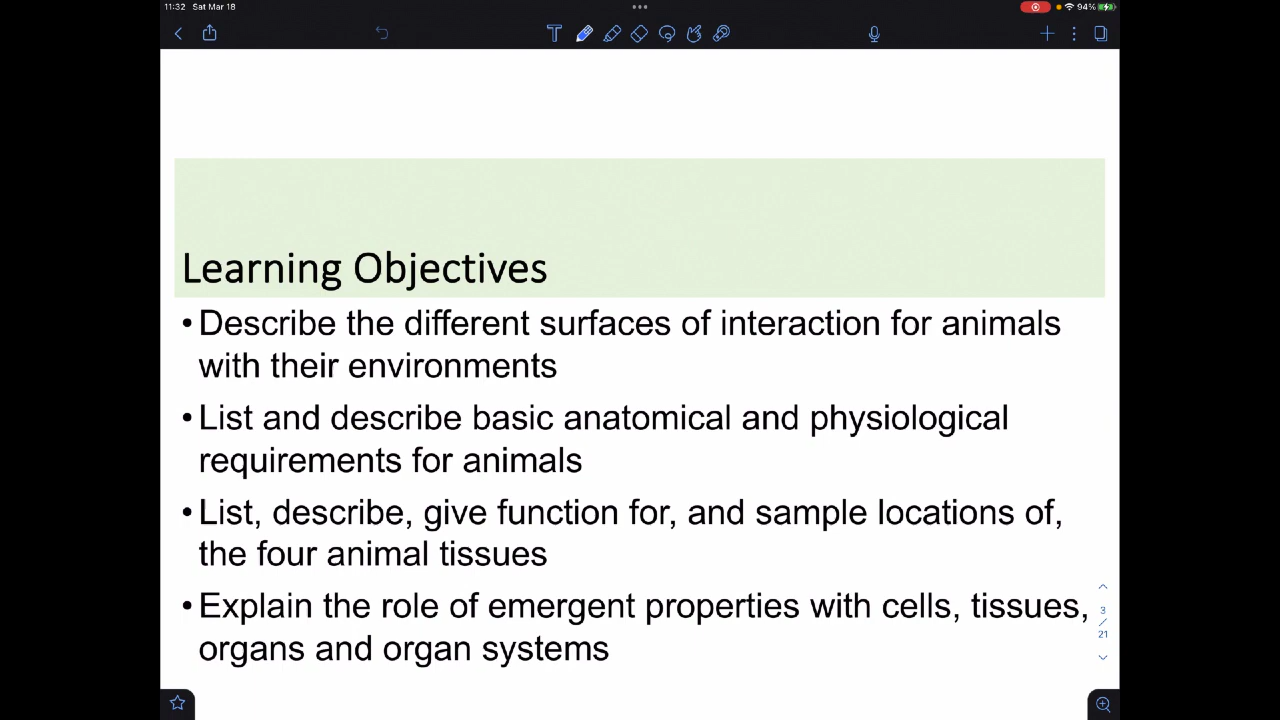 11:32 Sat Mar 18
94%
Learning Objectives
•Describe the different surfaces of interaction for animals
with their environments
•List and describe basic anatomical and physiological
requirements for animals
•List, describe, give function for, and sample locations of,
the four animal tissues
•Explain the role of emergent properties with cells, tissues,
organs and organ systems
3
/
21